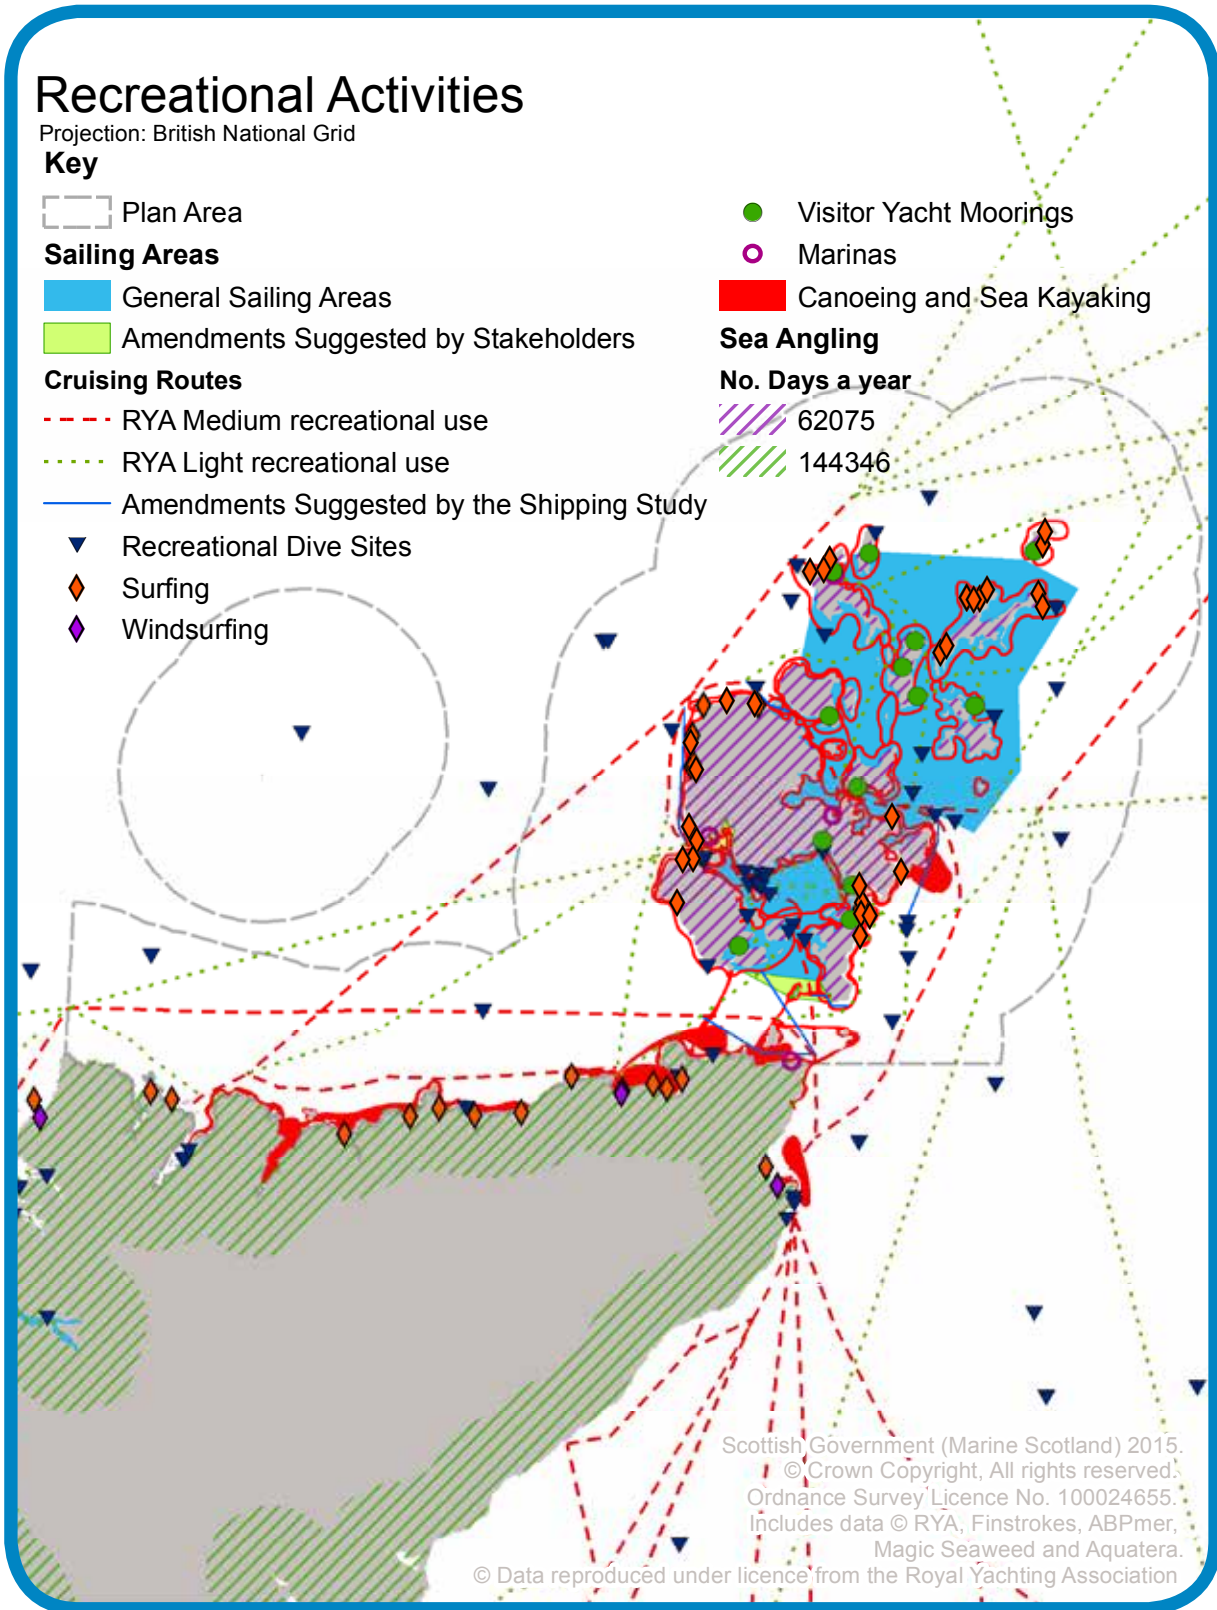 Recreational Activities
Projection: British National Grid
Key
Plan Area
Sailing Areas
General Sailing Areas
Amendments Suggested by Stakeholders
Cruising Routes
RYA Medium recreational use
RYA Light recreational use
Amendments Suggested by the Shipping Study
Recreational Dive Sites
Surfing
Windsurfing
Visitor Yacht Moorings
Marinas
Canoeing and Sea Kayaking
Sea Angling
No. Days a year
62075
144346
Scottish Government (Marine Scotland) 2015.
© Crown Copyright, All rights reserved.
Ordnance Survey Licence No. 100024655.
Includes data © RYA, Finstrokes, ABPmer,
Magic Seaweed and Aquatera.
© Data reproduced under licence from the Royal Yachting Association